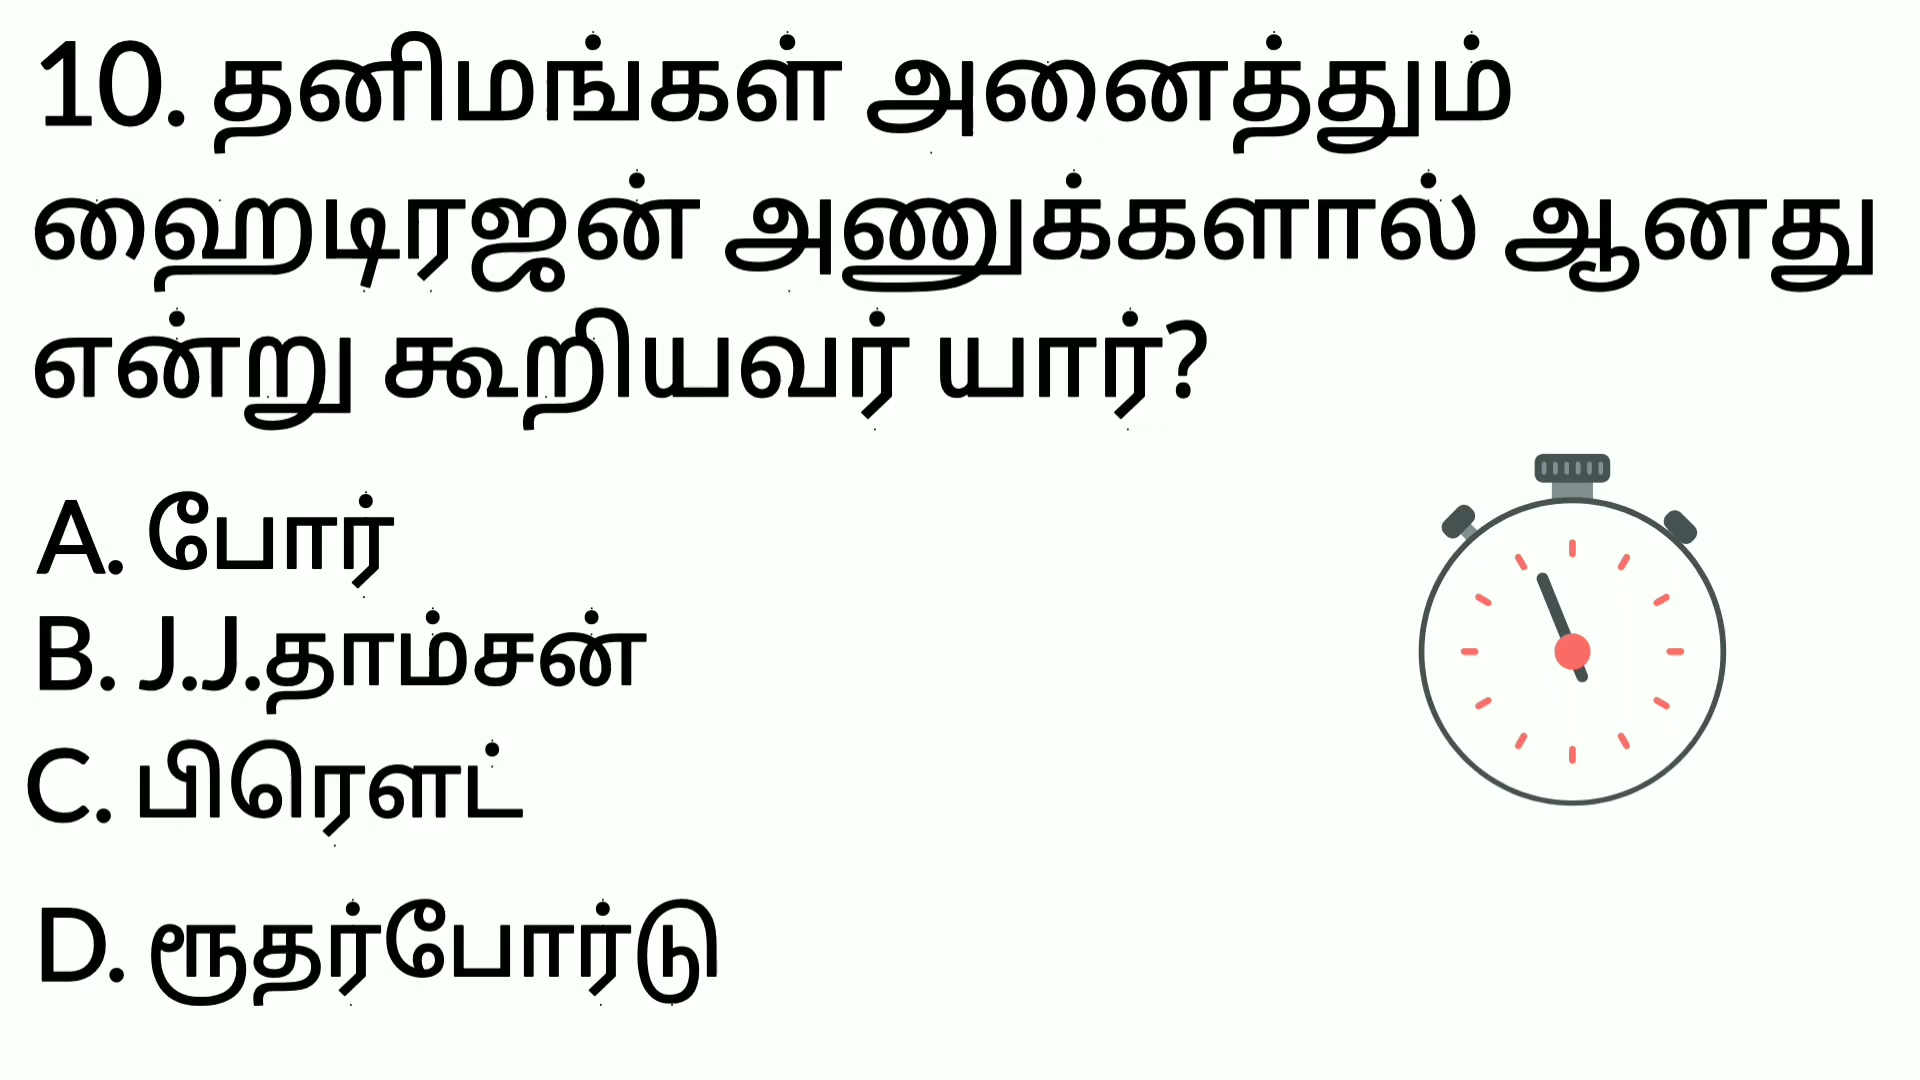 10. தனிமங்கள் அனைத்தும்
ஹைடிரஜன் அணுக்களால் ஆனது
என்று கூறியவர் யார்?
A. போர்
B. J.J.தாம்சன்
C. பிரௌட்
D. ரூதர்போர்டு